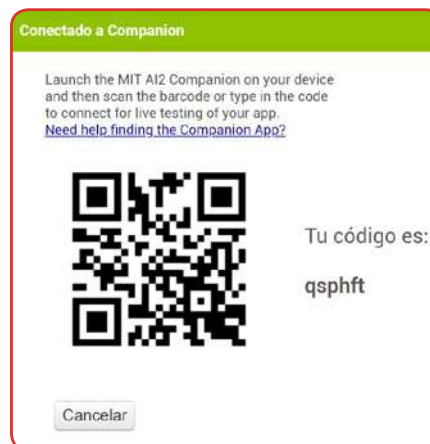 Conectado a Companion
Launch the MIT AI2 Companion on your device
and then scan the barcode or type in the code
to connect for live testing of your app.
Need help finding the Companion App?
Tu código es:
qsphft
Cancelar